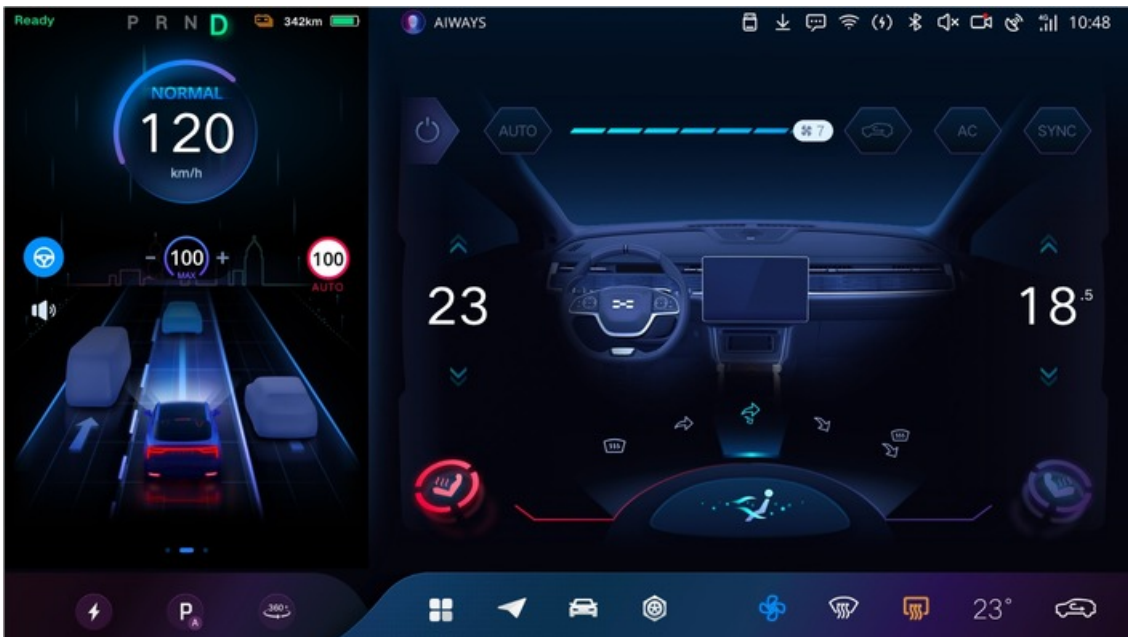 Ready
P R N D
342km
AIWAYS
10:48
NORMAL
120
km/h
- 100 +
MAX
100
AUTO
AUTO
7
AC
SYNC
23
18.5
P A
360°
23°